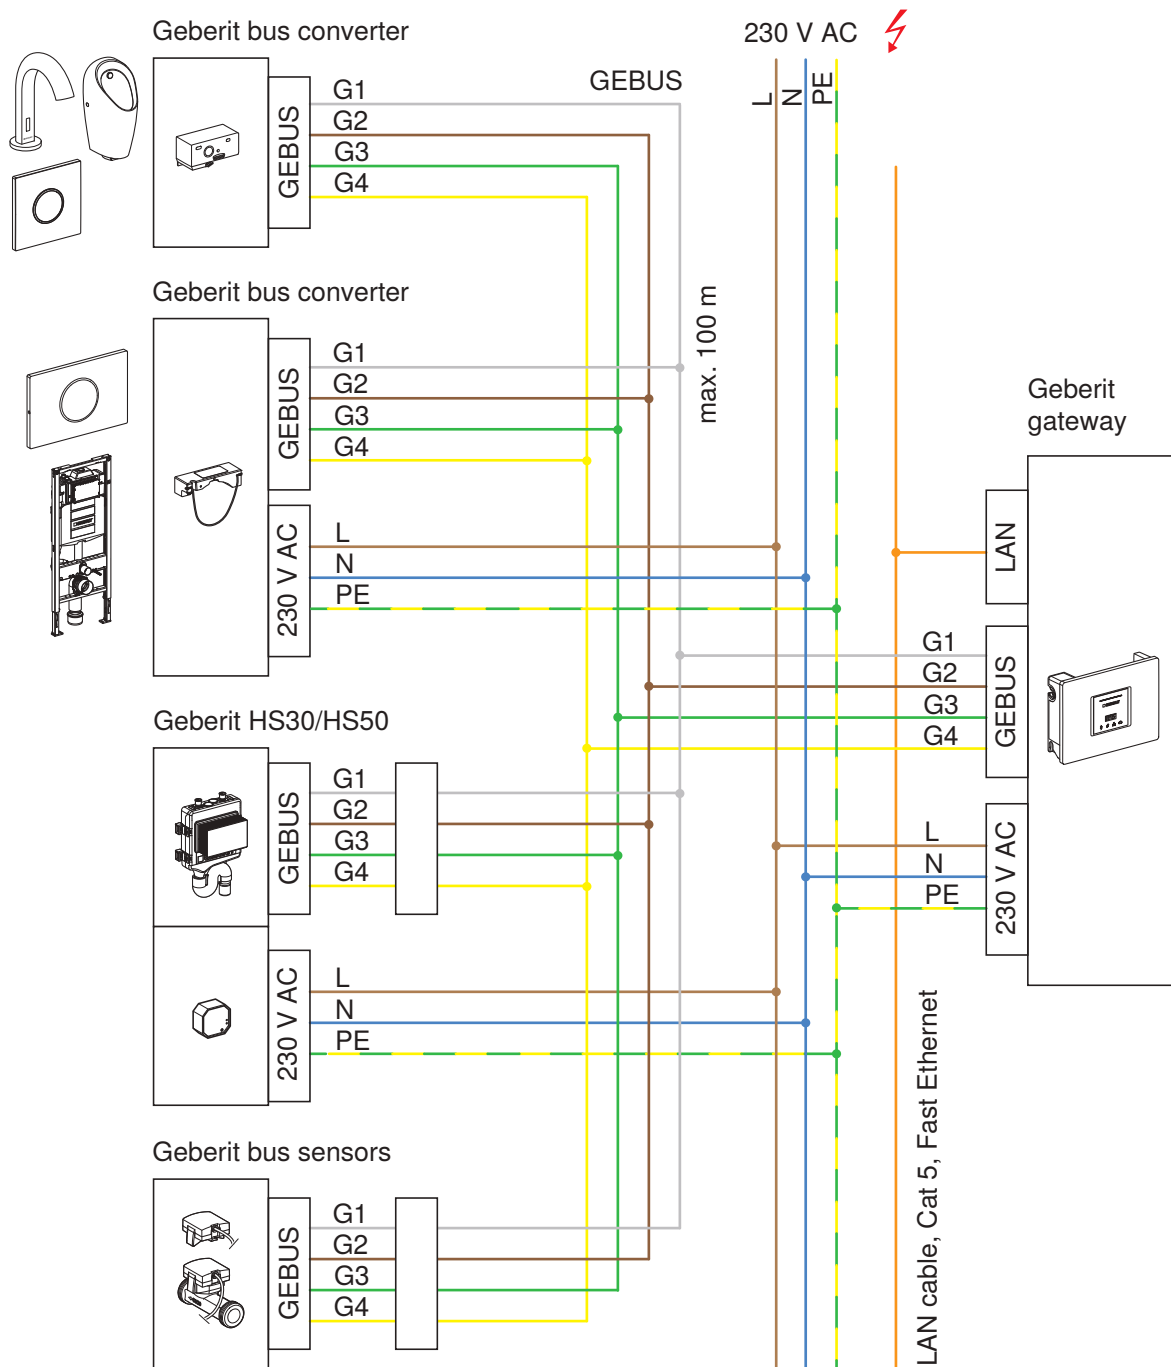 Geberit bus converter
230 V AC
GEBUS
L
N
PE
GEBUS
G1
G2
G3
G4
Geberit bus converter
max. 100 m
GEBUS
G1
G2
G3
G4
230 V AC
L
N
PE
Geberit
gateway
LAN
GEBUS
G1
G2
G3
G4
230 V AC
L
N
PE
Geberit HS30/HS50
GEBUS
G1
G2
G3
G4
230 V AC
L
N
PE
LAN cable, Cat 5, Fast Ethernet
Geberit bus sensors
GEBUS
G1
G2
G3
G4